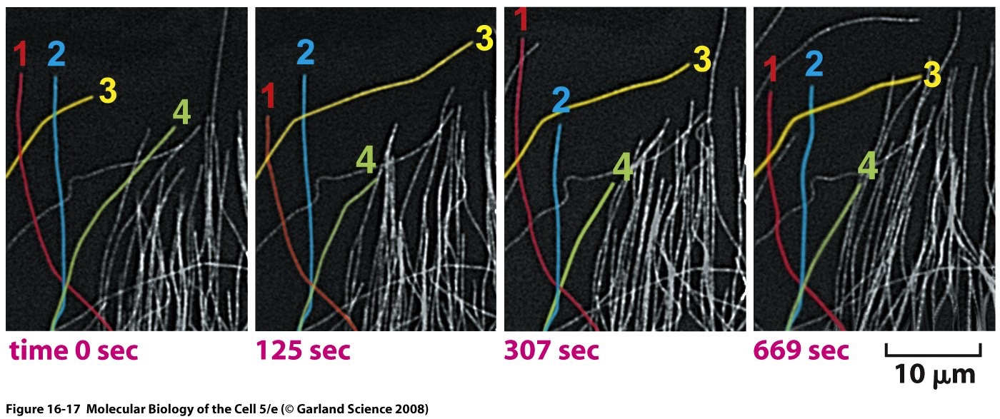 1 2 3 4
1 2 3 4
1 2 3 4
1 2 3 4
time 0 sec 125 sec 307 sec 669 sec
10 µm
Figure 16-17 Molecular Biology of the Cell 5/e (© Garland Science 2008)